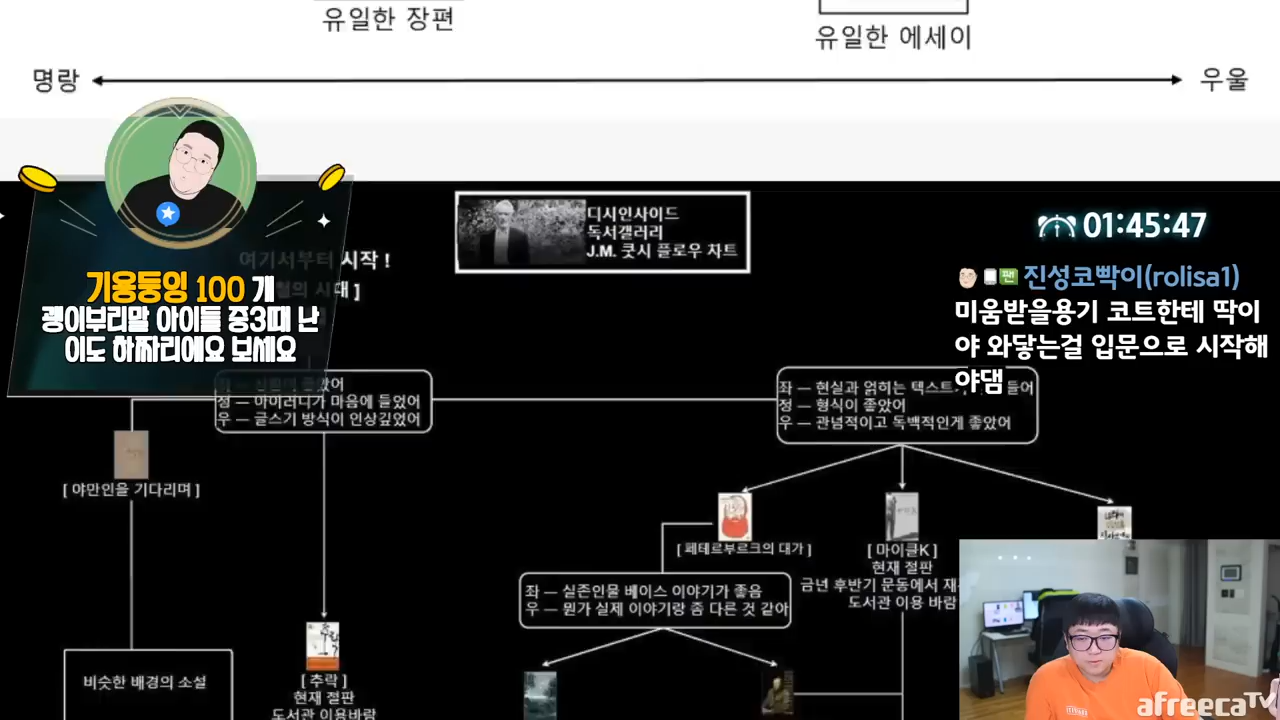 유일한 장편
유일한 에세이
명랑
우울
디시인사이드
독서갤러리
J.M. 쿳시 플로우 차트
01:45:47
여기서부터 시작 !
기용둥잉 100 개
괭이부리말 아이들 중3때 난
이도 하짜리에요 보세요
진성코빡이(rolisa1)
미움받을용기 코트한테 딱이
야 와닿는걸 입문으로 시작해
야댐
정 — 아이러니가 마음에 들었어
우 — 글쓰기 방식이 인상깊었어
좌 — 현실과 얽히는 텍스트 들어
정 — 형식이 좋았어
우 — 관념적이고 독백적인게 좋았어
[ 야만인을 기다리며 ]
[ 페테르부르크의 대가 ]
[ 마이클K ]
현재 절판
금년 후반기 문동에서 재
도서관 이용 바람
좌 — 실존인물 베이스 이야기가 좋음
우 — 뭔가 실제 이야기랑 좀 다른 것 같아
비슷한 배경의 소설
[ 추락 ]
현재 절판
도서관 이용바람
afreecaTV